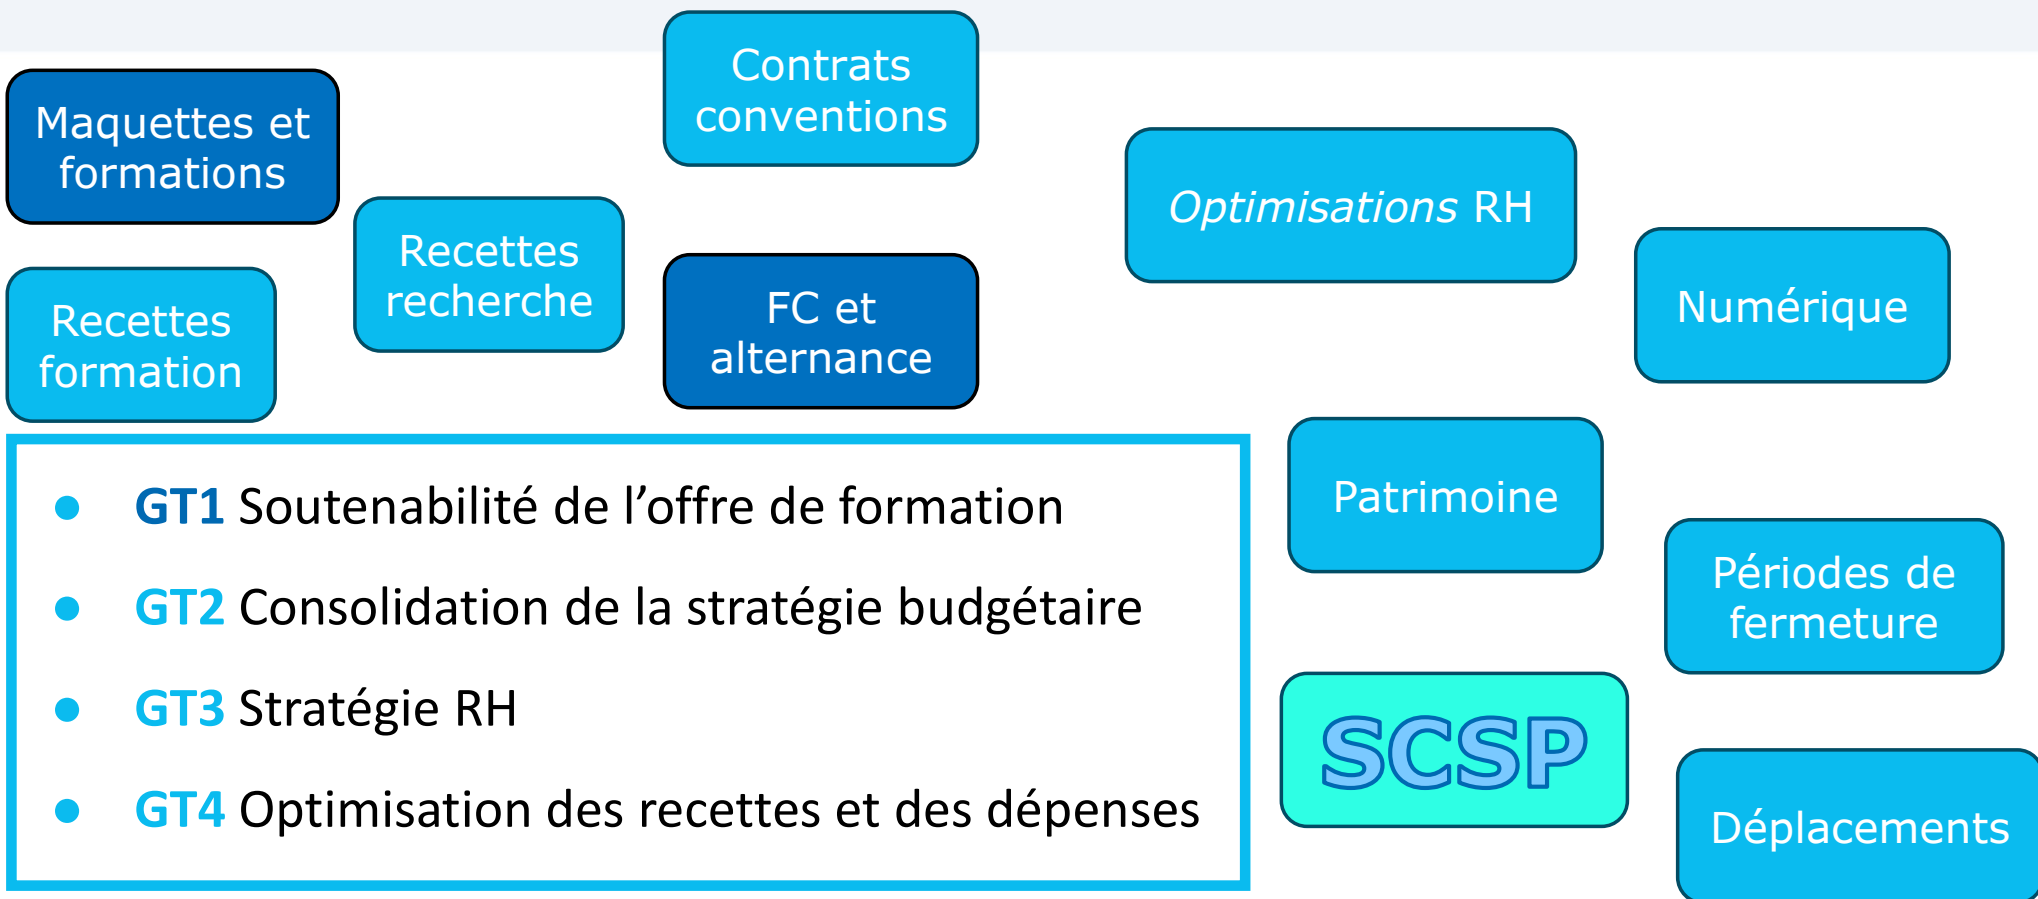 Contrats
conventions
Maquettes et
formations
Optimisations RH
Recettes
recherche
Numérique
FC et
alternance
Recettes
formation
GT1 Soutenabilité de l’offre de formation
GT2 Consolidation de la stratégie budgétaire
GT3 Stratégie RH
GT4 Optimisation des recettes et des dépenses
Patrimoine
Périodes de
fermeture
SCSP
Déplacements